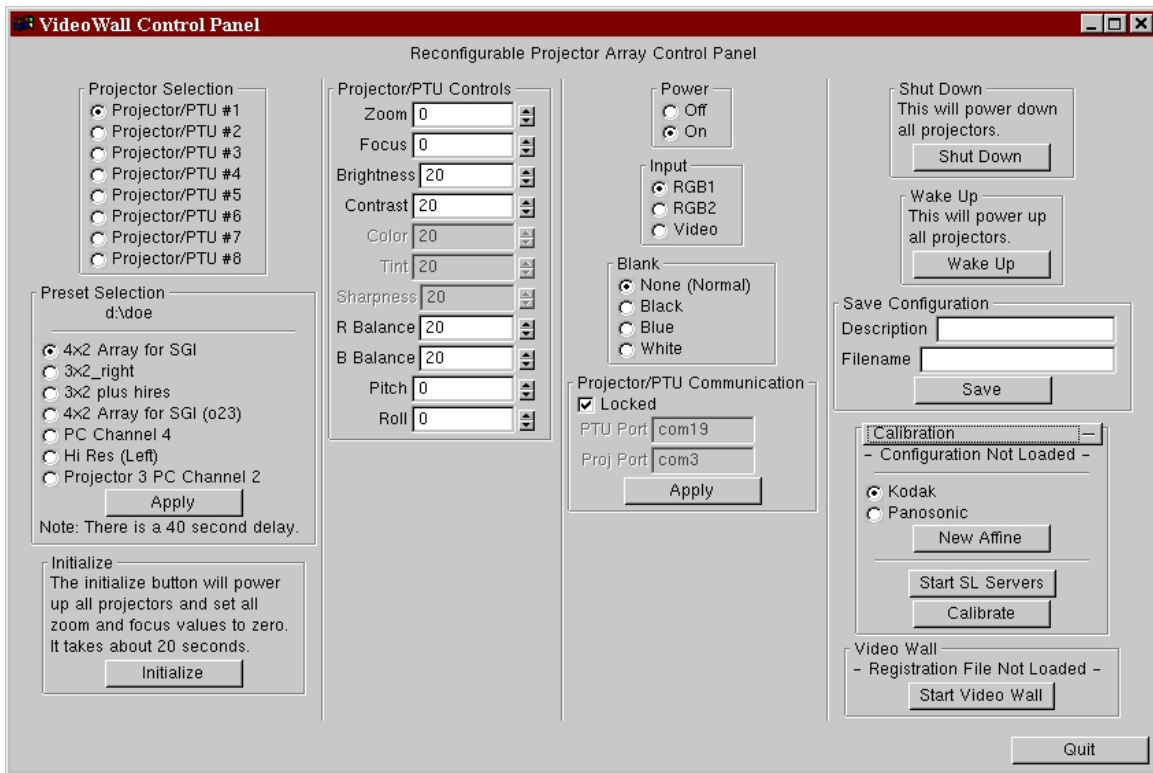 VideoWall Control Panel
Reconfigurable Projector Array Control Panel
Projector Selection
Projector/PTU #1
Projector/PTU #2
Projector/PTU #3
Projector/PTU #4
Projector/PTU #5
Projector/PTU #6
Projector/PTU #7
Projector/PTU #8
Preset Selection
d:\doe
4x2 Array for SGI
3x2_right
3x2 plus hires
4x2 Array for SGI (o23)
PC Channel 4
Hi Res (Left)
Projector 3 PC Channel 2
Apply
Note: There is a 40 second delay.
Initialize
The initialize button will power
up all projectors and set all
zoom and focus values to zero.
It takes about 20 seconds.
Initialize
Projector/PTU Controls
Zoom 0
Focus 0
Brightness 20
Contrast 20
Color 20
Tint 20
Sharpness 20
R Balance 20
B Balance 20
Pitch 0
Roll 0
Power
Off
On
Input
RGB1
RGB2
Video
Blank
None (Normal)
Black
Blue
White
Projector/PTU Communication
Locked
PTU Port com19
Proj Port com3
Apply
Shut Down
This will power down
all projectors.
Shut Down
Wake Up
This will power up
all projectors.
Wake Up
Save Configuration
Description
Filename
Save
Calibration
– Configuration Not Loaded –
Kodak
Panosonic
New Affine
Start SL Servers
Calibrate
Video Wall
– Registration File Not Loaded –
Start Video Wall
Quit